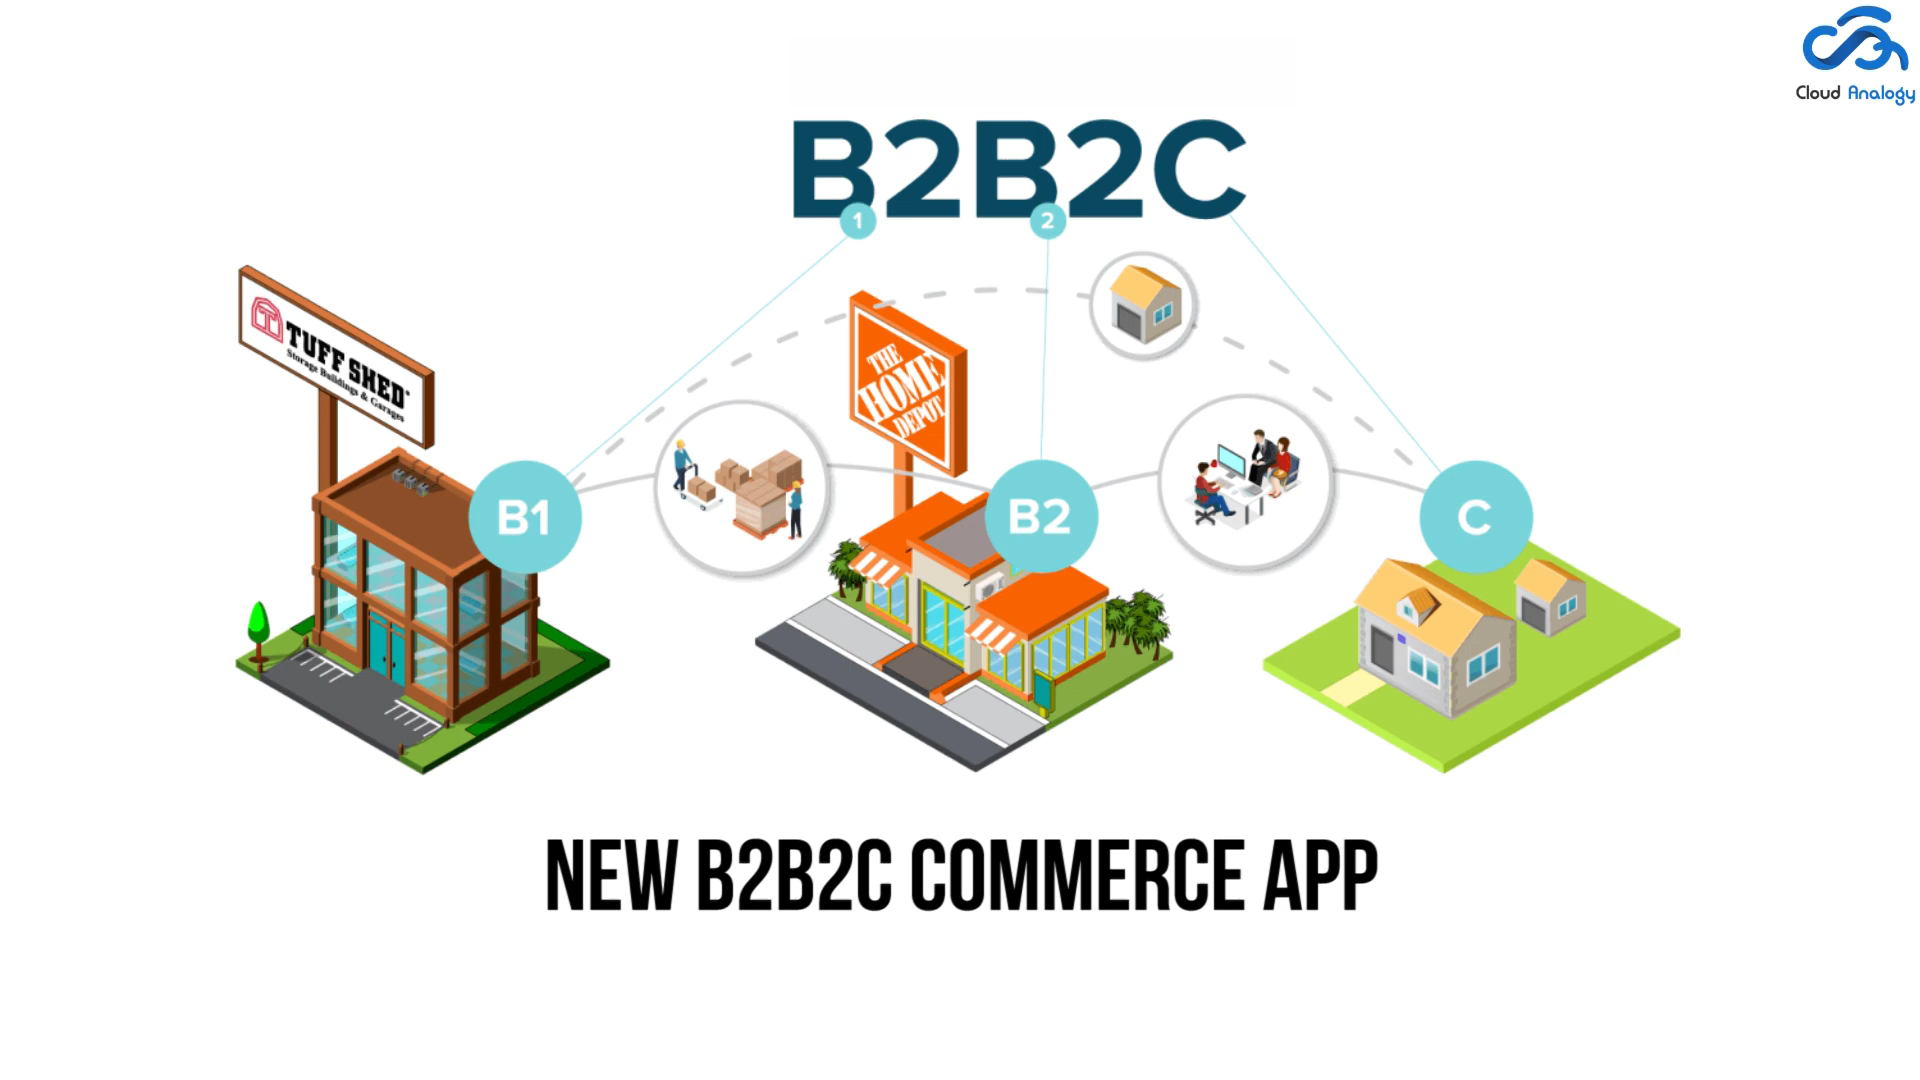 Cloud Analogy
B2B2C
1
2
TUFF SHED
Storage Buildings & Garages
THE
HOME
DEPOT
B1
B2
C
NEW B2B2C COMMERCE APP